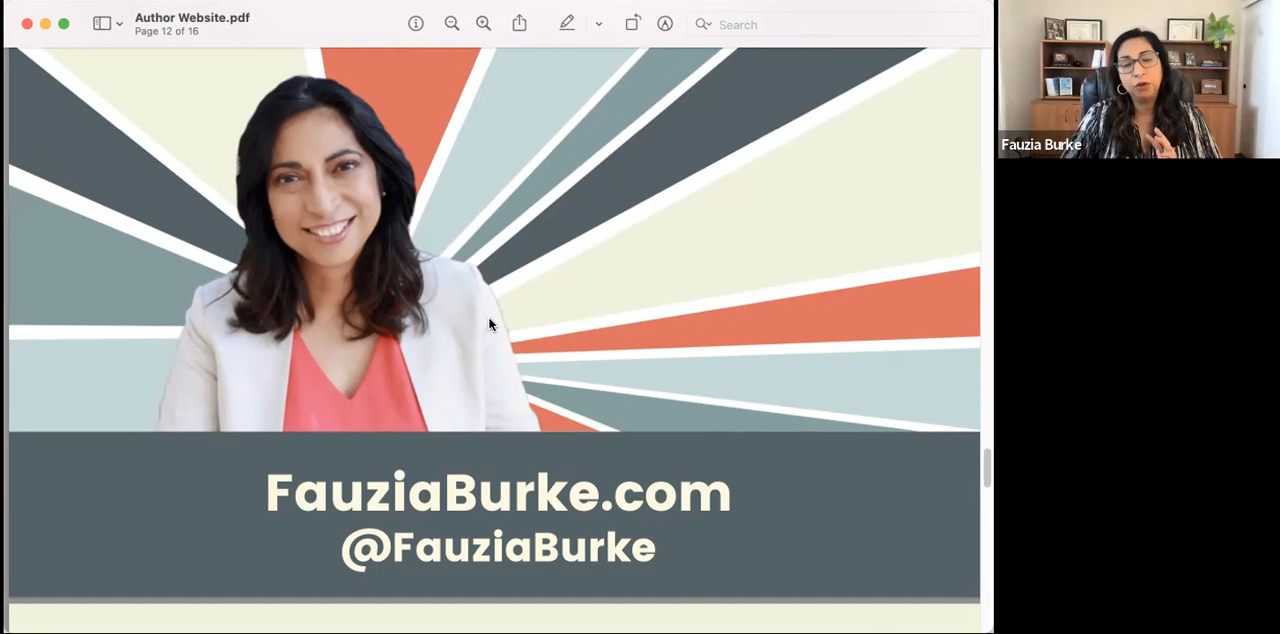 Author Website.pdf
Page 12 of 16
Search
Fauzia Burke
FauziaBurke.com
@FauziaBurke